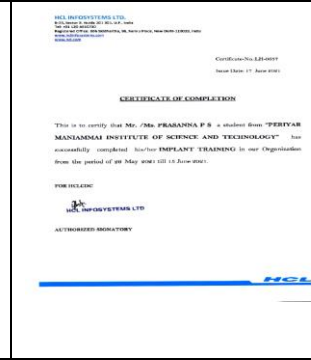 HCL INFOSYSTEMS LTD.
Certificate No. LH-0037
Issue Date: 17 June 2021
CERTIFICATE OF COMPLETION
This is to certify that Mr. /Ms. PRASANNA P S a student from "PERIYAR
MANIAMMAI INSTITUTE OF SCIENCE AND TECHNOLOGY" has
successfully completed his/her IMPLANT TRAINING in our Organization
from the period of 20 May 2021 till 15 June 2021.
FOR HCLCDC
HCL INFOSYSTEMS LTD
AUTHORIZED SIGNATORY
HCL